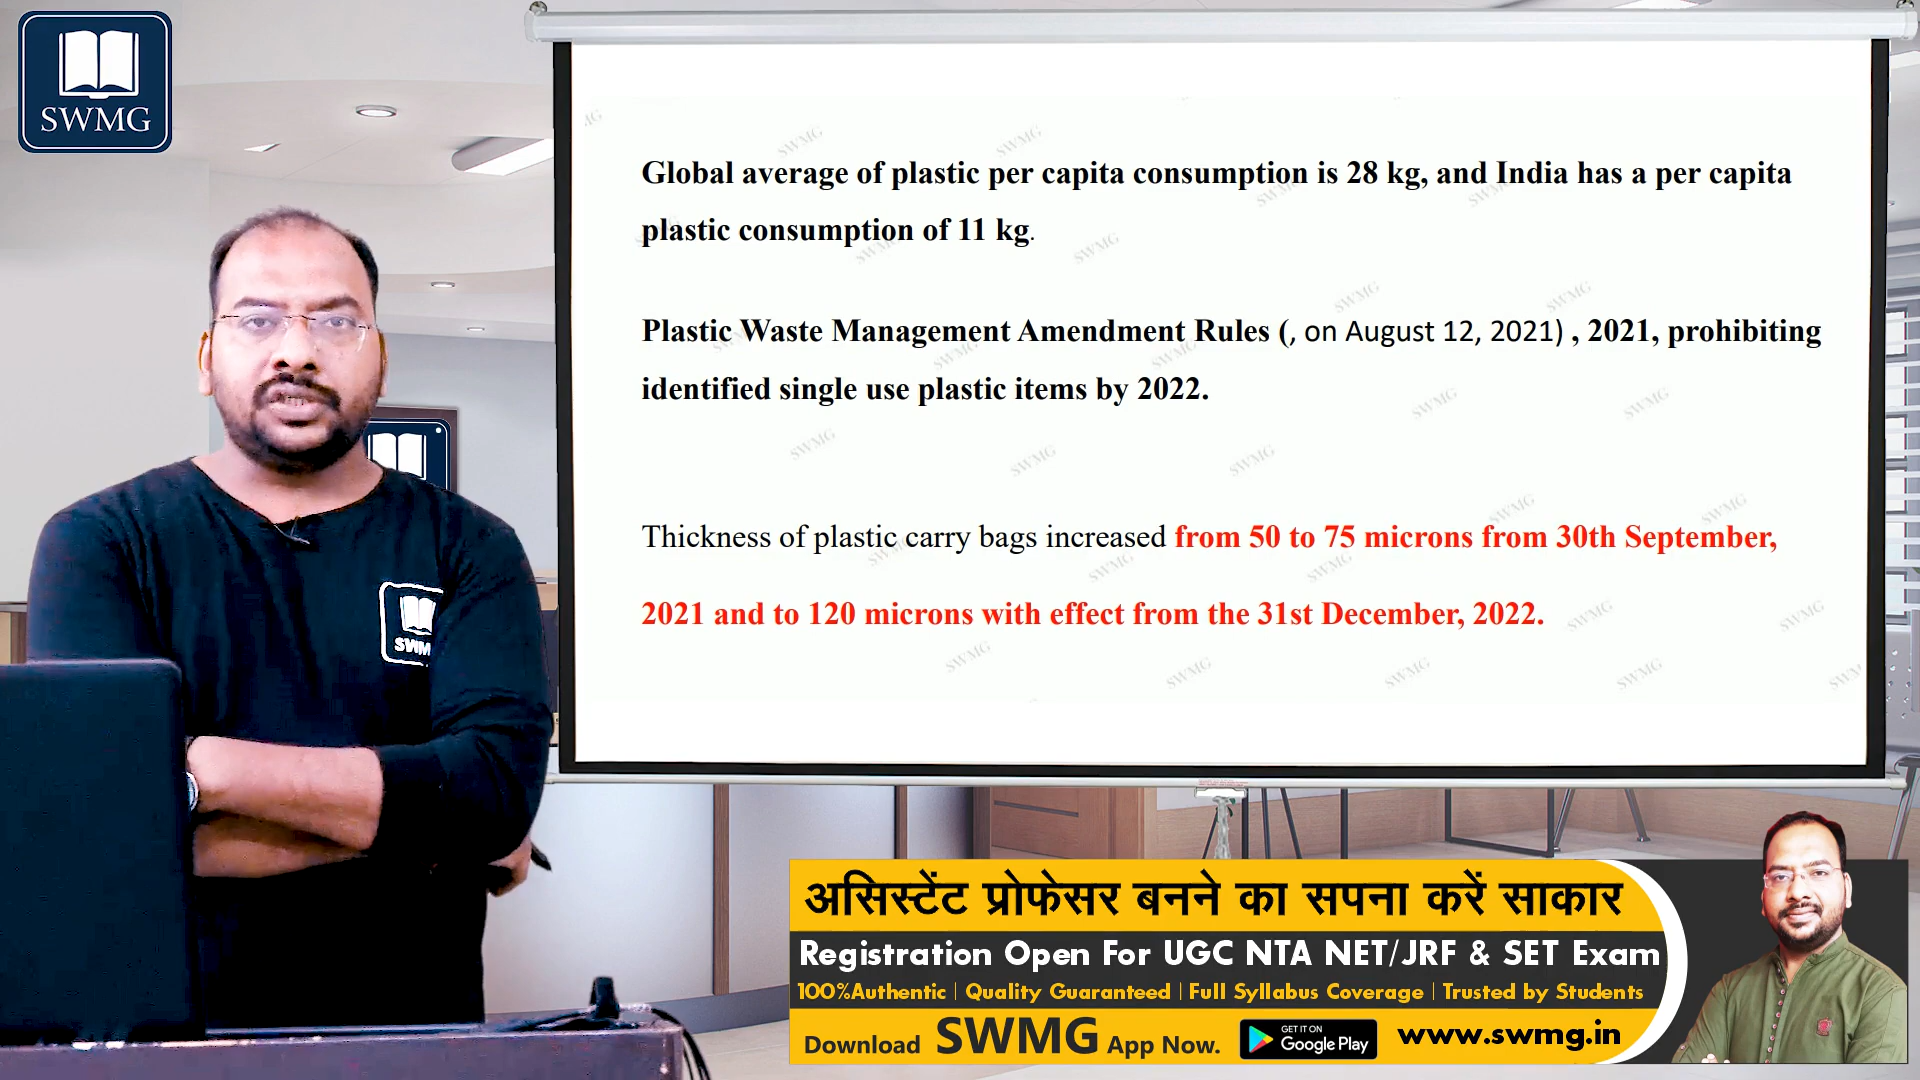 SWMG
Global average of plastic per capita consumption is 28 kg, and India has a per capita
plastic consumption of 11 kg.
Plastic Waste Management Amendment Rules (, on August 12, 2021) , 2021, prohibiting
identified single use plastic items by 2022.
Thickness of plastic carry bags increased from 50 to 75 microns from 30th September,
2021 and to 120 microns with effect from the 31st December, 2022.
SWMG
असिस्टेंट प्रोफेसर बनने का सपना करें साकार
Registration Open For UGC NTA NET/JRF & SET Exam
100%Authentic | Quality Guaranteed | Full Syllabus Coverage | Trusted by Students
Download SWMG App Now. GET IT ON Google Play www.swmg.in